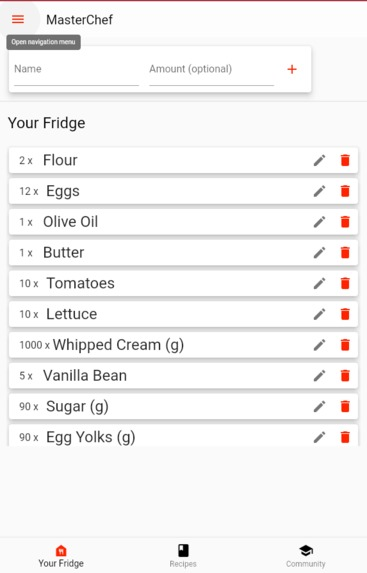 MasterChef
Open navigation menu
Name Amount (optional) +
Your Fridge
2 x Flour
12 x Eggs
1 x Olive Oil
1 x Butter
10 x Tomatoes
10 x Lettuce
1000 x Whipped Cream (g)
5 x Vanilla Bean
90 x Sugar (g)
90 x Egg Yolks (g)
Your Fridge Recipes Community